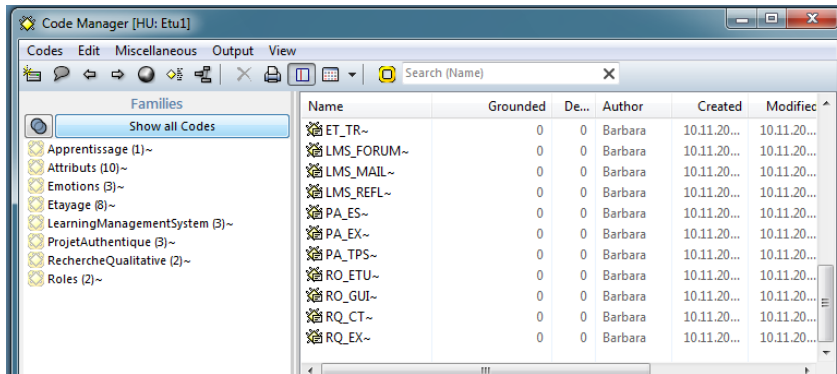 Code Manager [HU: Etu1]
Codes Edit Miscellaneous Output View
Search (Name)
Families
Show all Codes
Apprentissage (1)~
Attributs (10)~
Emotions (3)~
Etayage (8)~
LearningManagementSystem (3)~
ProjetAuthentique (3)~
RechercheQualitative (2)~
Roles (2)~
Name Grounded De... Author Created Modified
ET_TR~ 0 0 Barbara 10.11.20... 10.11.20...
LMS_FORUM~ 0 0 Barbara 10.11.20... 10.11.20...
LMS_MAIL~ 0 0 Barbara 10.11.20... 10.11.20...
LMS_REFL~ 0 0 Barbara 10.11.20... 10.11.20...
PA_ES~ 0 0 Barbara 10.11.20... 10.11.20...
PA_EX~ 0 0 Barbara 10.11.20... 10.11.20...
PA_TPS~ 0 0 Barbara 10.11.20... 10.11.20...
RO_ETU~ 0 0 Barbara 10.11.20... 10.11.20...
RO_GUI~ 0 0 Barbara 10.11.20... 10.11.20...
RQ_CT~ 0 0 Barbara 10.11.20... 10.11.20...
RQ_EX~ 0 0 Barbara 10.11.20... 10.11.20...